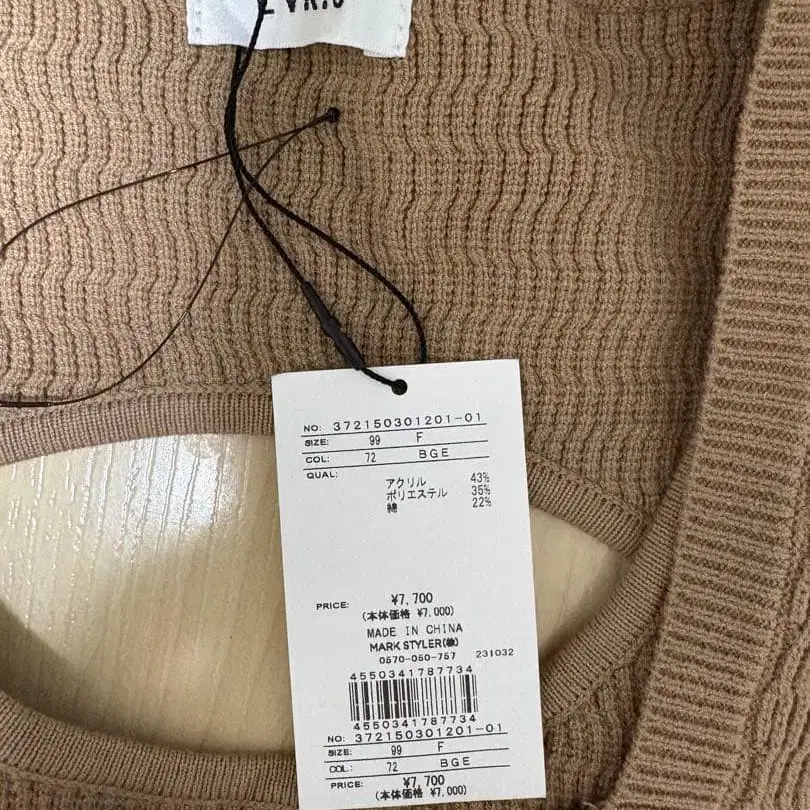 NO: 372150301201-01
SIZE: 99 F
COL: 72 BGE
QUAL:
アクリル 43%
ポリエステル 35%
綿 22%
PRICE: ¥7,700
(本体価格 ¥7,000)
MADE IN CHINA
MARK STYLER(株)
0570-050-757 231032
4550341787734
4550341787734
NO: 372150301201-01
SIZE: 99 F
COL: 72 BGE
PRICE: ¥7,700
(本体価格 ¥7,000)